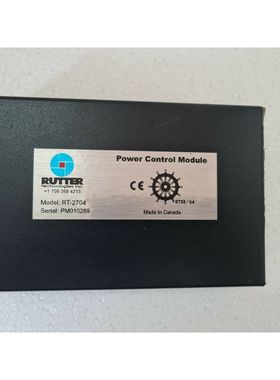 Power Control Module
RUTTER
Technologies Inc.
+1 709 368 4213
Model: RT-2704
Serial: PM010289
CE
0735 / 04
Made In Canada